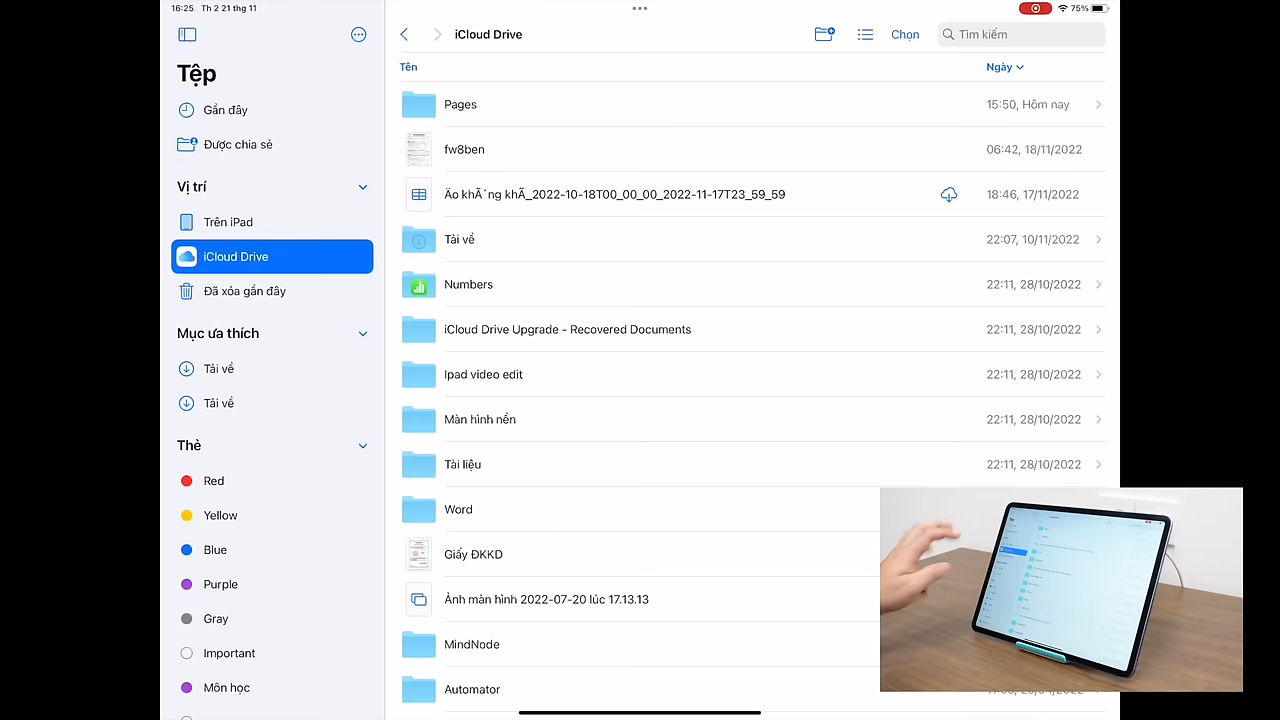 16:25 Th 2 21 thg 11
75%
iCloud Drive
Chọn
Tìm kiếm
Tệp
Tên
Ngày
Gần đây
Được chia sẻ
Vị trí
Trên iPad
iCloud Drive
Đã xóa gần đây
Mục ưa thích
Tải về
Tải về
Thẻ
Red
Yellow
Blue
Purple
Gray
Important
Môn học
Pages 15:50, Hôm nay
fw8ben 06:42, 18/11/2022
Äo khÃ´ng khÃ_2022-10-18T00_00_00_2022-11-17T23_59_59 18:46, 17/11/2022
Tải về 22:07, 10/11/2022
Numbers 22:11, 28/10/2022
iCloud Drive Upgrade - Recovered Documents 22:11, 28/10/2022
Ipad video edit 22:11, 28/10/2022
Màn hình nền 22:11, 28/10/2022
Tài liệu 22:11, 28/10/2022
Word
Giấy ĐKKD
Ảnh màn hình 2022-07-20 lúc 17.13.13
MindNode
Automator